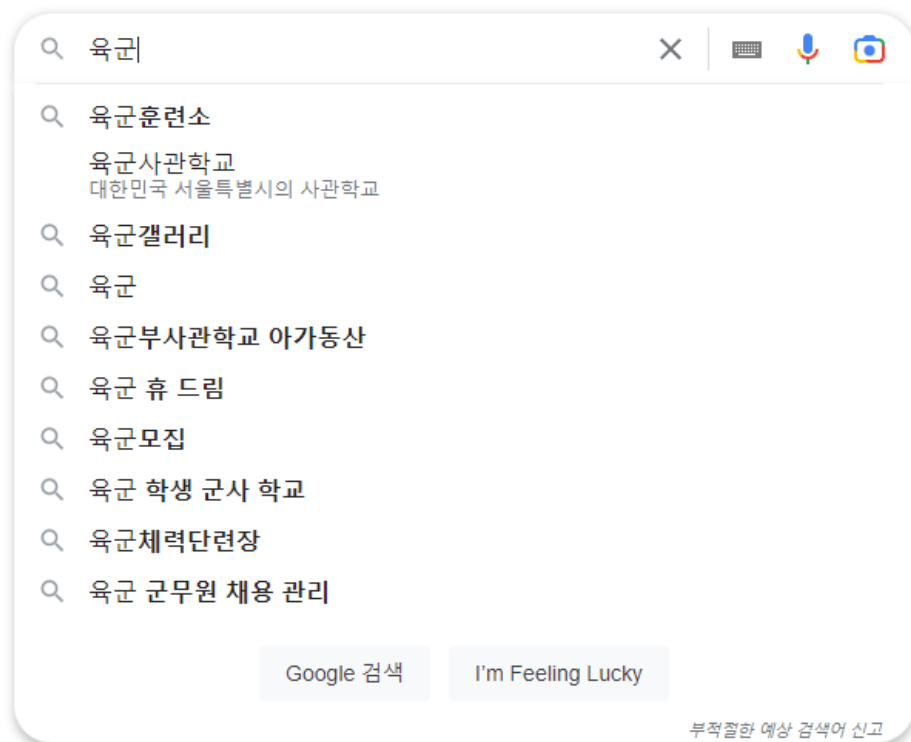 육군
육군훈련소
육군사관학교
대한민국 서울특별시의 사관학교
육군갤러리
육군
육군부사관학교 아가동산
육군 휴 드림
육군모집
육군 학생 군사 학교
육군체력단련장
육군 군무원 채용 관리
Google 검색 I'm Feeling Lucky
부적절한 예상 검색어 신고